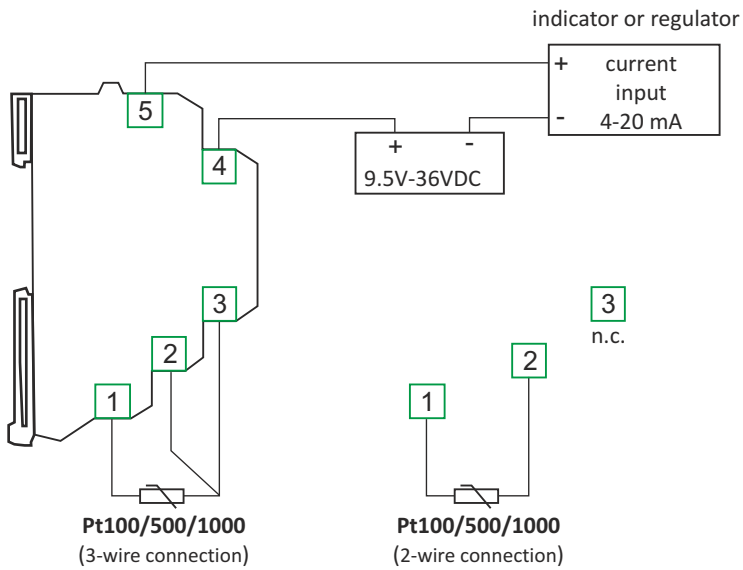 indicator or regulator
+ current
input
- 4-20 mA
5
4
+ -
9.5V-36VDC
3
2
1
Pt100/500/1000
(3-wire connection)
3
n.c.
2
1
Pt100/500/1000
(2-wire connection)